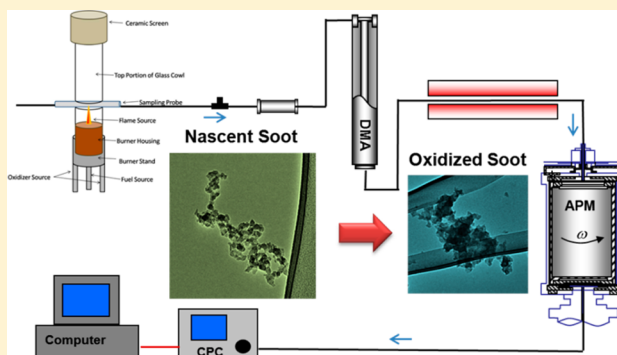 Ceramic Screen
Top Portion of Glass Cowl
Sampling Probe
Flame Source
Burner Housing
Burner Stand
Oxidizer Source
Fuel Source
DMA
Nascent Soot
Oxidized Soot
APM
ω
Computer
CPC